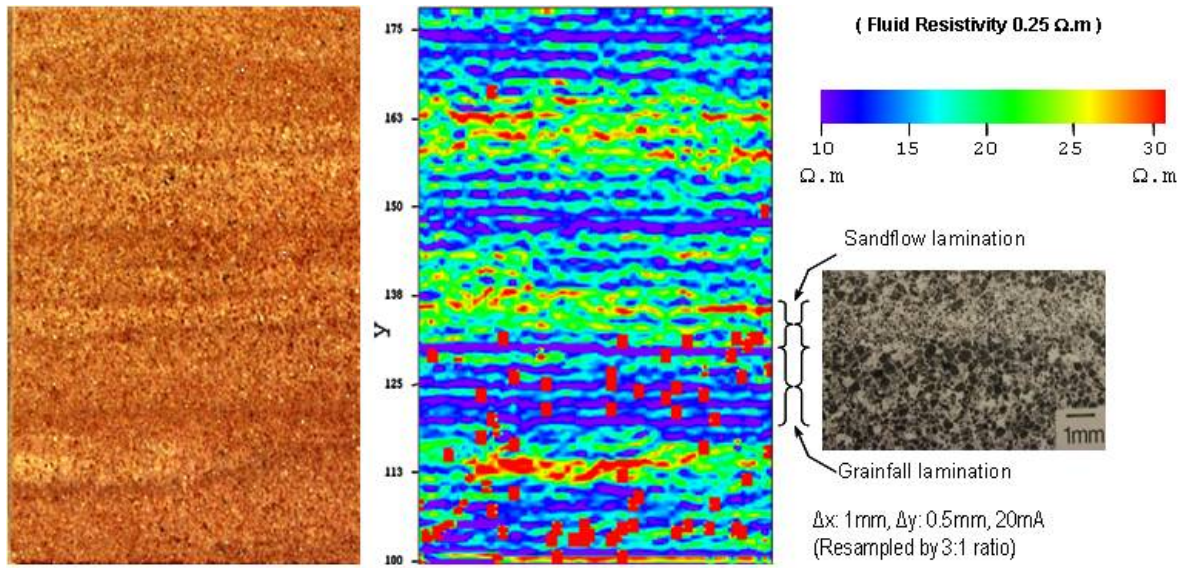 ( Fluid Resistivity 0.25 Ω.m )
10 15 20 25 30
Ω.m Ω.m
175
163
150
138
125
113
100
Y
Sandflow lamination
1mm
Grainfall lamination
Δx: 1mm, Δy: 0.5mm, 20mA
(Resampled by 3:1 ratio)